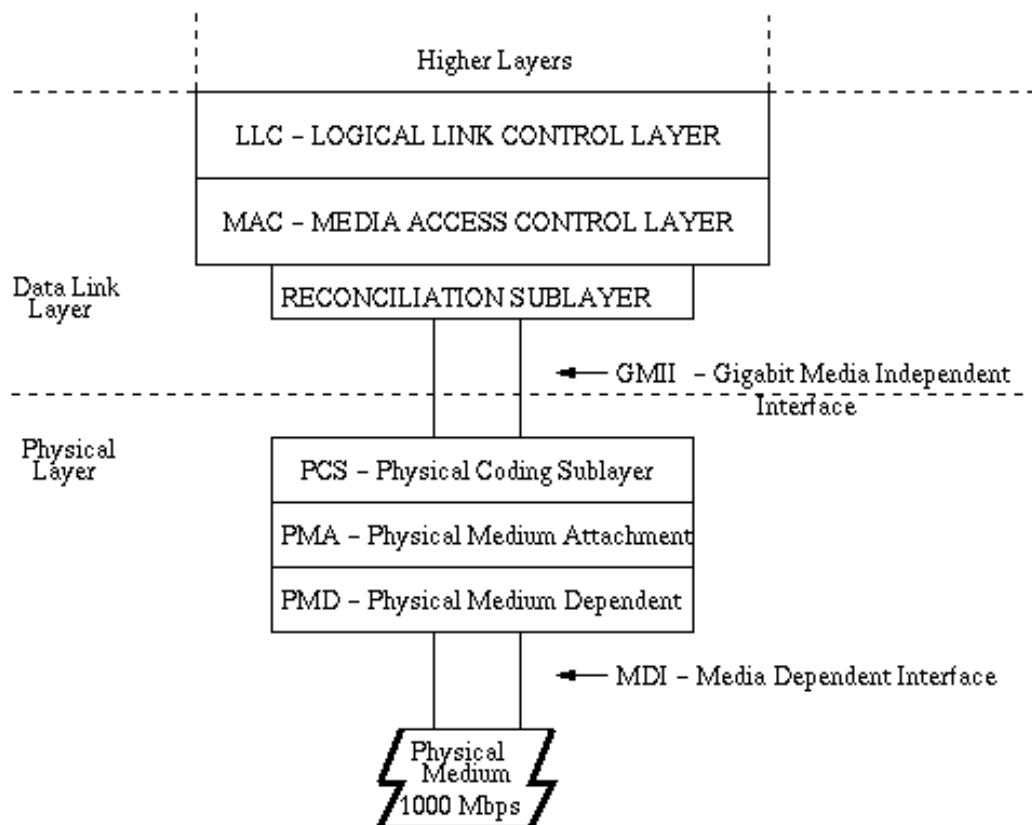 Higher Layers
LLC – LOGICAL LINK CONTROL LAYER
MAC – MEDIA ACCESS CONTROL LAYER
Data Link
Layer
RECONCILIATION SUBLAYER
GMII – Gigabit Media Independent
Interface
Physical
Layer
PCS – Physical Coding Sublayer
PMA – Physical Medium Attachment
PMD – Physical Medium Dependent
MDI – Media Dependent Interface
Physical
Medium
1000 Mbps